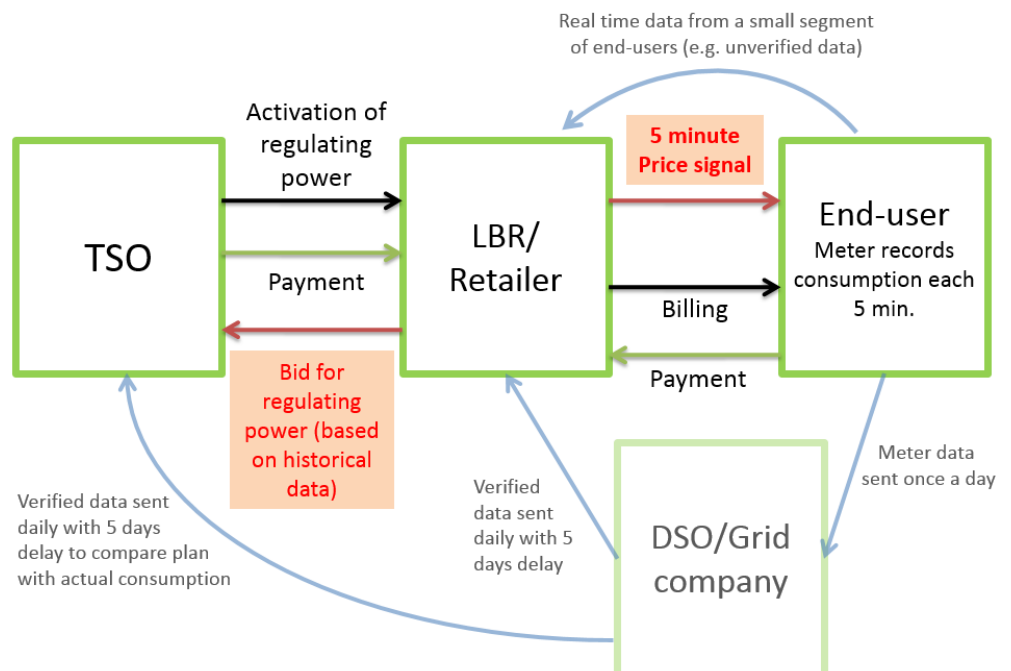 Real time data from a small segment
of end-users (e.g. unverified data)
Activation of
regulating
power
5 minute
Price signal
TSO
LBR/
Retailer
End-user
Meter records
consumption each
5 min.
Payment
Billing
Payment
Bid for
regulating
power (based
on historical
data)
Meter data
sent once a day
Verified data sent
daily with 5 days
delay to compare plan
with actual consumption
Verified
data sent
daily with 5
days delay
DSO/Grid
company